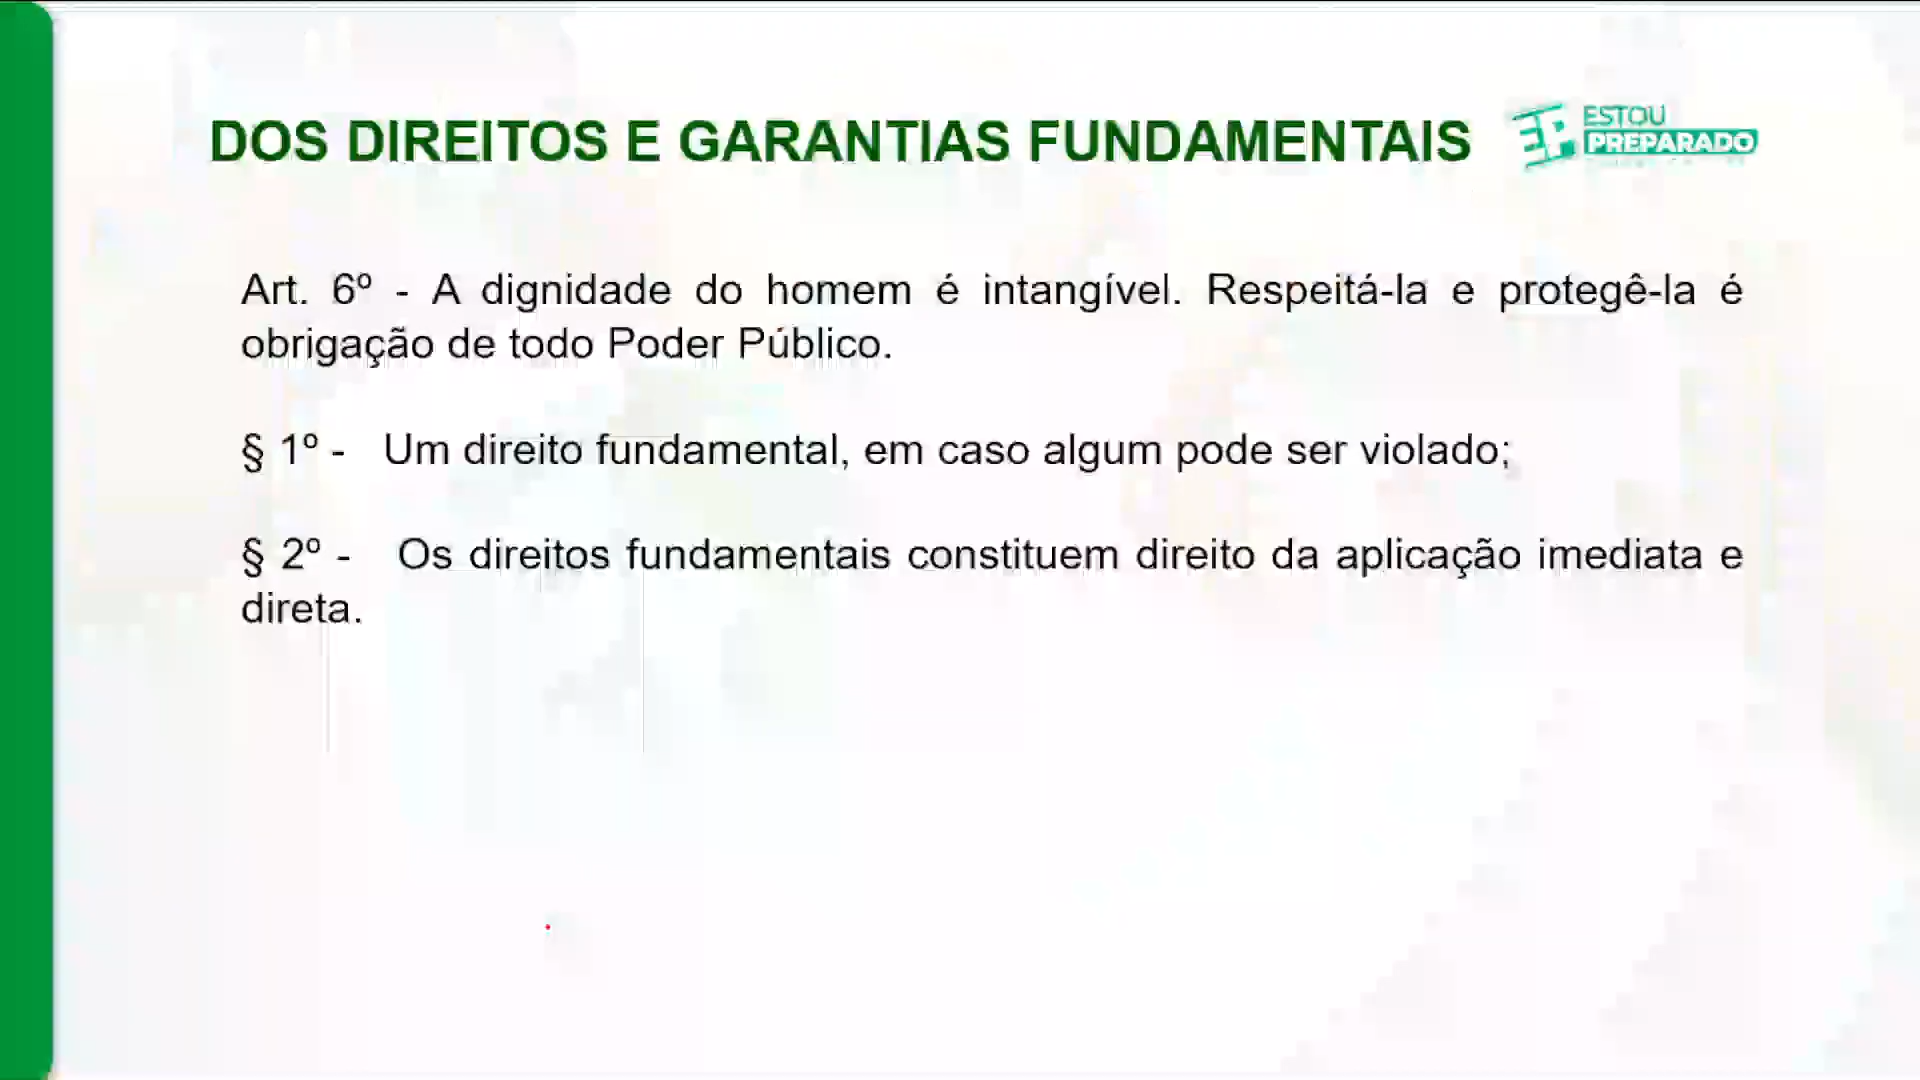 DOS DIREITOS E GARANTIAS FUNDAMENTAIS
ESTOU
PREPARADO
Art. 6º - A dignidade do homem é intangível. Respeitá-la e protegê-la é
obrigação de todo Poder Público.
§ 1º - Um direito fundamental, em caso algum pode ser violado;
§ 2º - Os direitos fundamentais constituem direito da aplicação imediata e
direta.